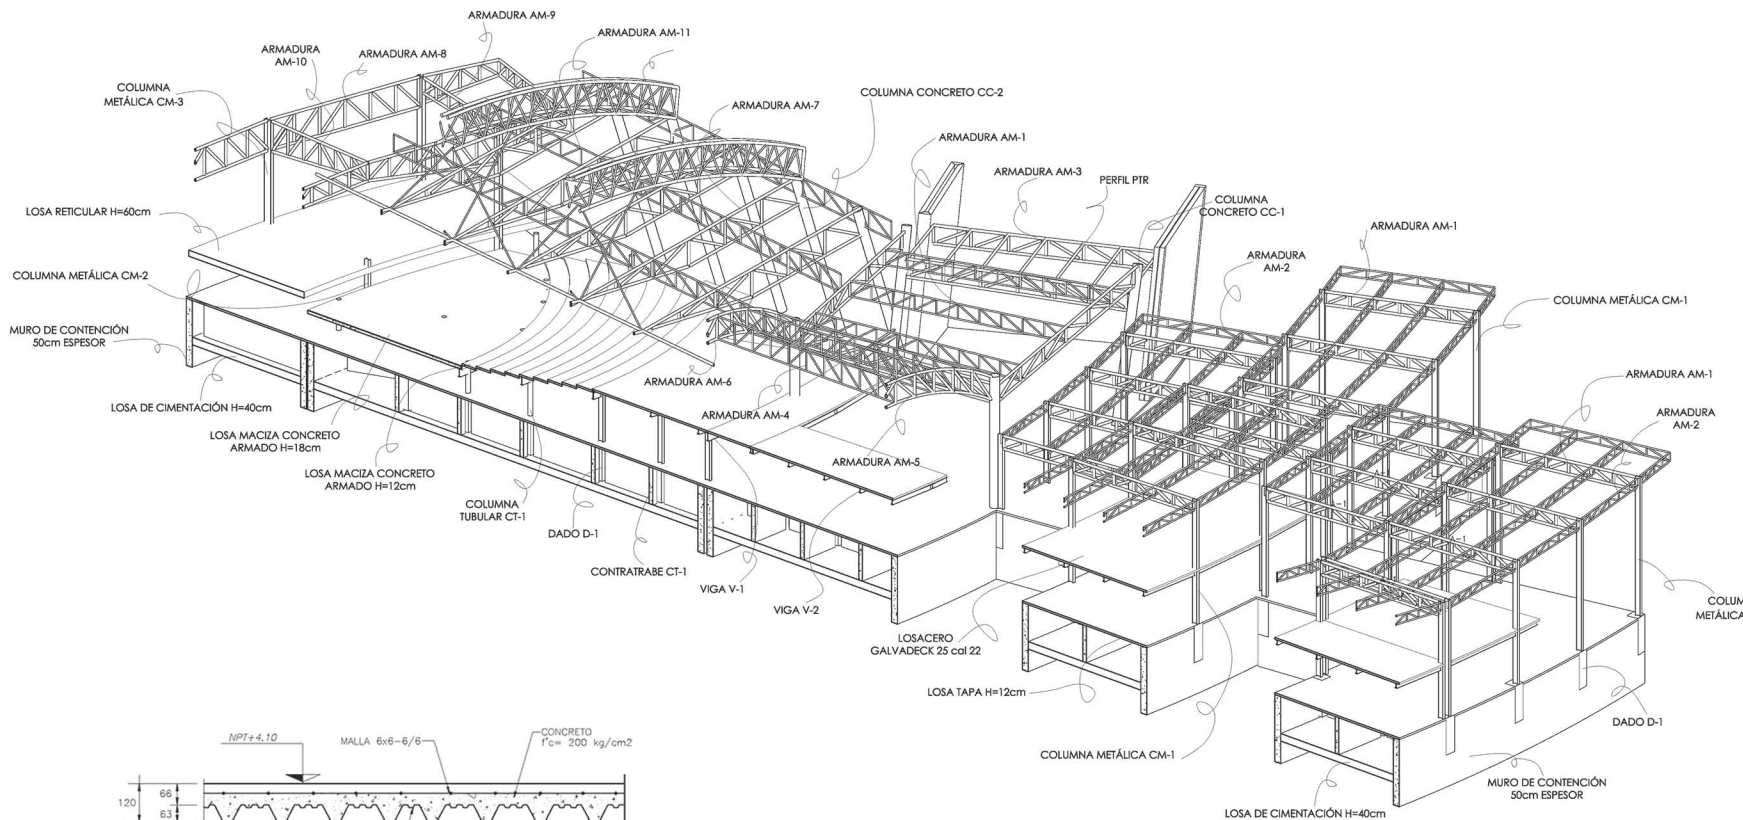 ARMADURA AM-9
ARMADURA AM-11
ARMADURA
AM-10
ARMADURA AM-8
COLUMNA
METÁLICA CM-3
ARMADURA AM-7
COLUMNA CONCRETO CC-2
ARMADURA AM-1
ARMADURA AM-3
PERFIL PTR
COLUMNA
CONCRETO CC-1
ARMADURA AM-1
ARMADURA
AM-2
LOSA RETICULAR H=60cm
COLUMNA METÁLICA CM-2
COLUMNA METÁLICA CM-1
MURO DE CONTENCIÓN
50cm ESPESOR
ARMADURA AM-6
ARMADURA AM-1
ARMADURA
AM-2
LOSA DE CIMENTACIÓN H=40cm
ARMADURA AM-4
LOSA MACIZA CONCRETO
ARMADO H=18cm
ARMADURA AM-5
LOSA MACIZA CONCRETO
ARMADO H=12cm
COLUMNA
TUBULAR CT-1
DADO D-1
CONTRATRABE CT-1
VIGA V-1
VIGA V-2
COLUM
METÁLICA
LOSACERO
GALVADECK 25 cal 22
LOSA TAPA H=12cm
DADO D-1
COLUMNA METÁLICA CM-1
MURO DE CONTENCIÓN
50cm ESPESOR
LOSA DE CIMENTACIÓN H=40cm
NPT+4.10
MALLA 6x6-6/6
CONCRETO
f'c= 200 kg/cm2
120
66
63